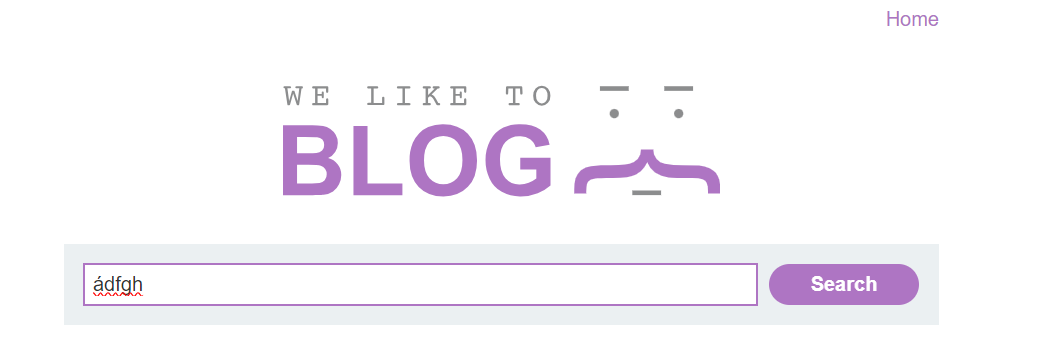 Home
WE LIKE TO
BLOG
ádfgh
Search